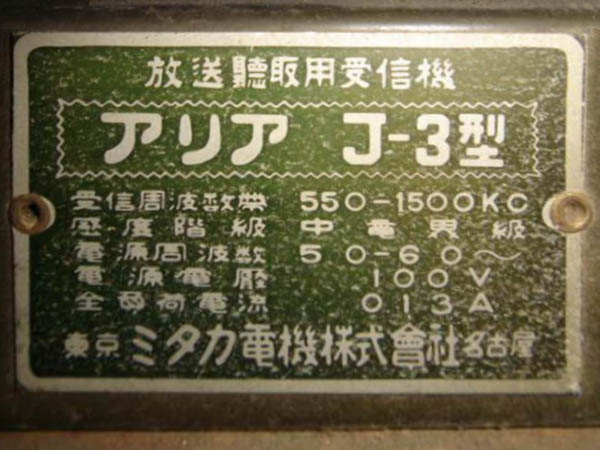 放送聽取用受信機
アリア J-3型
受信周波数帶 550-1500KC
感度階級 中電界級
電源周波数 50-60～
電源電壓 100V
全負荷電流 013A
東京 ミタカ電機株式會社 名古屋